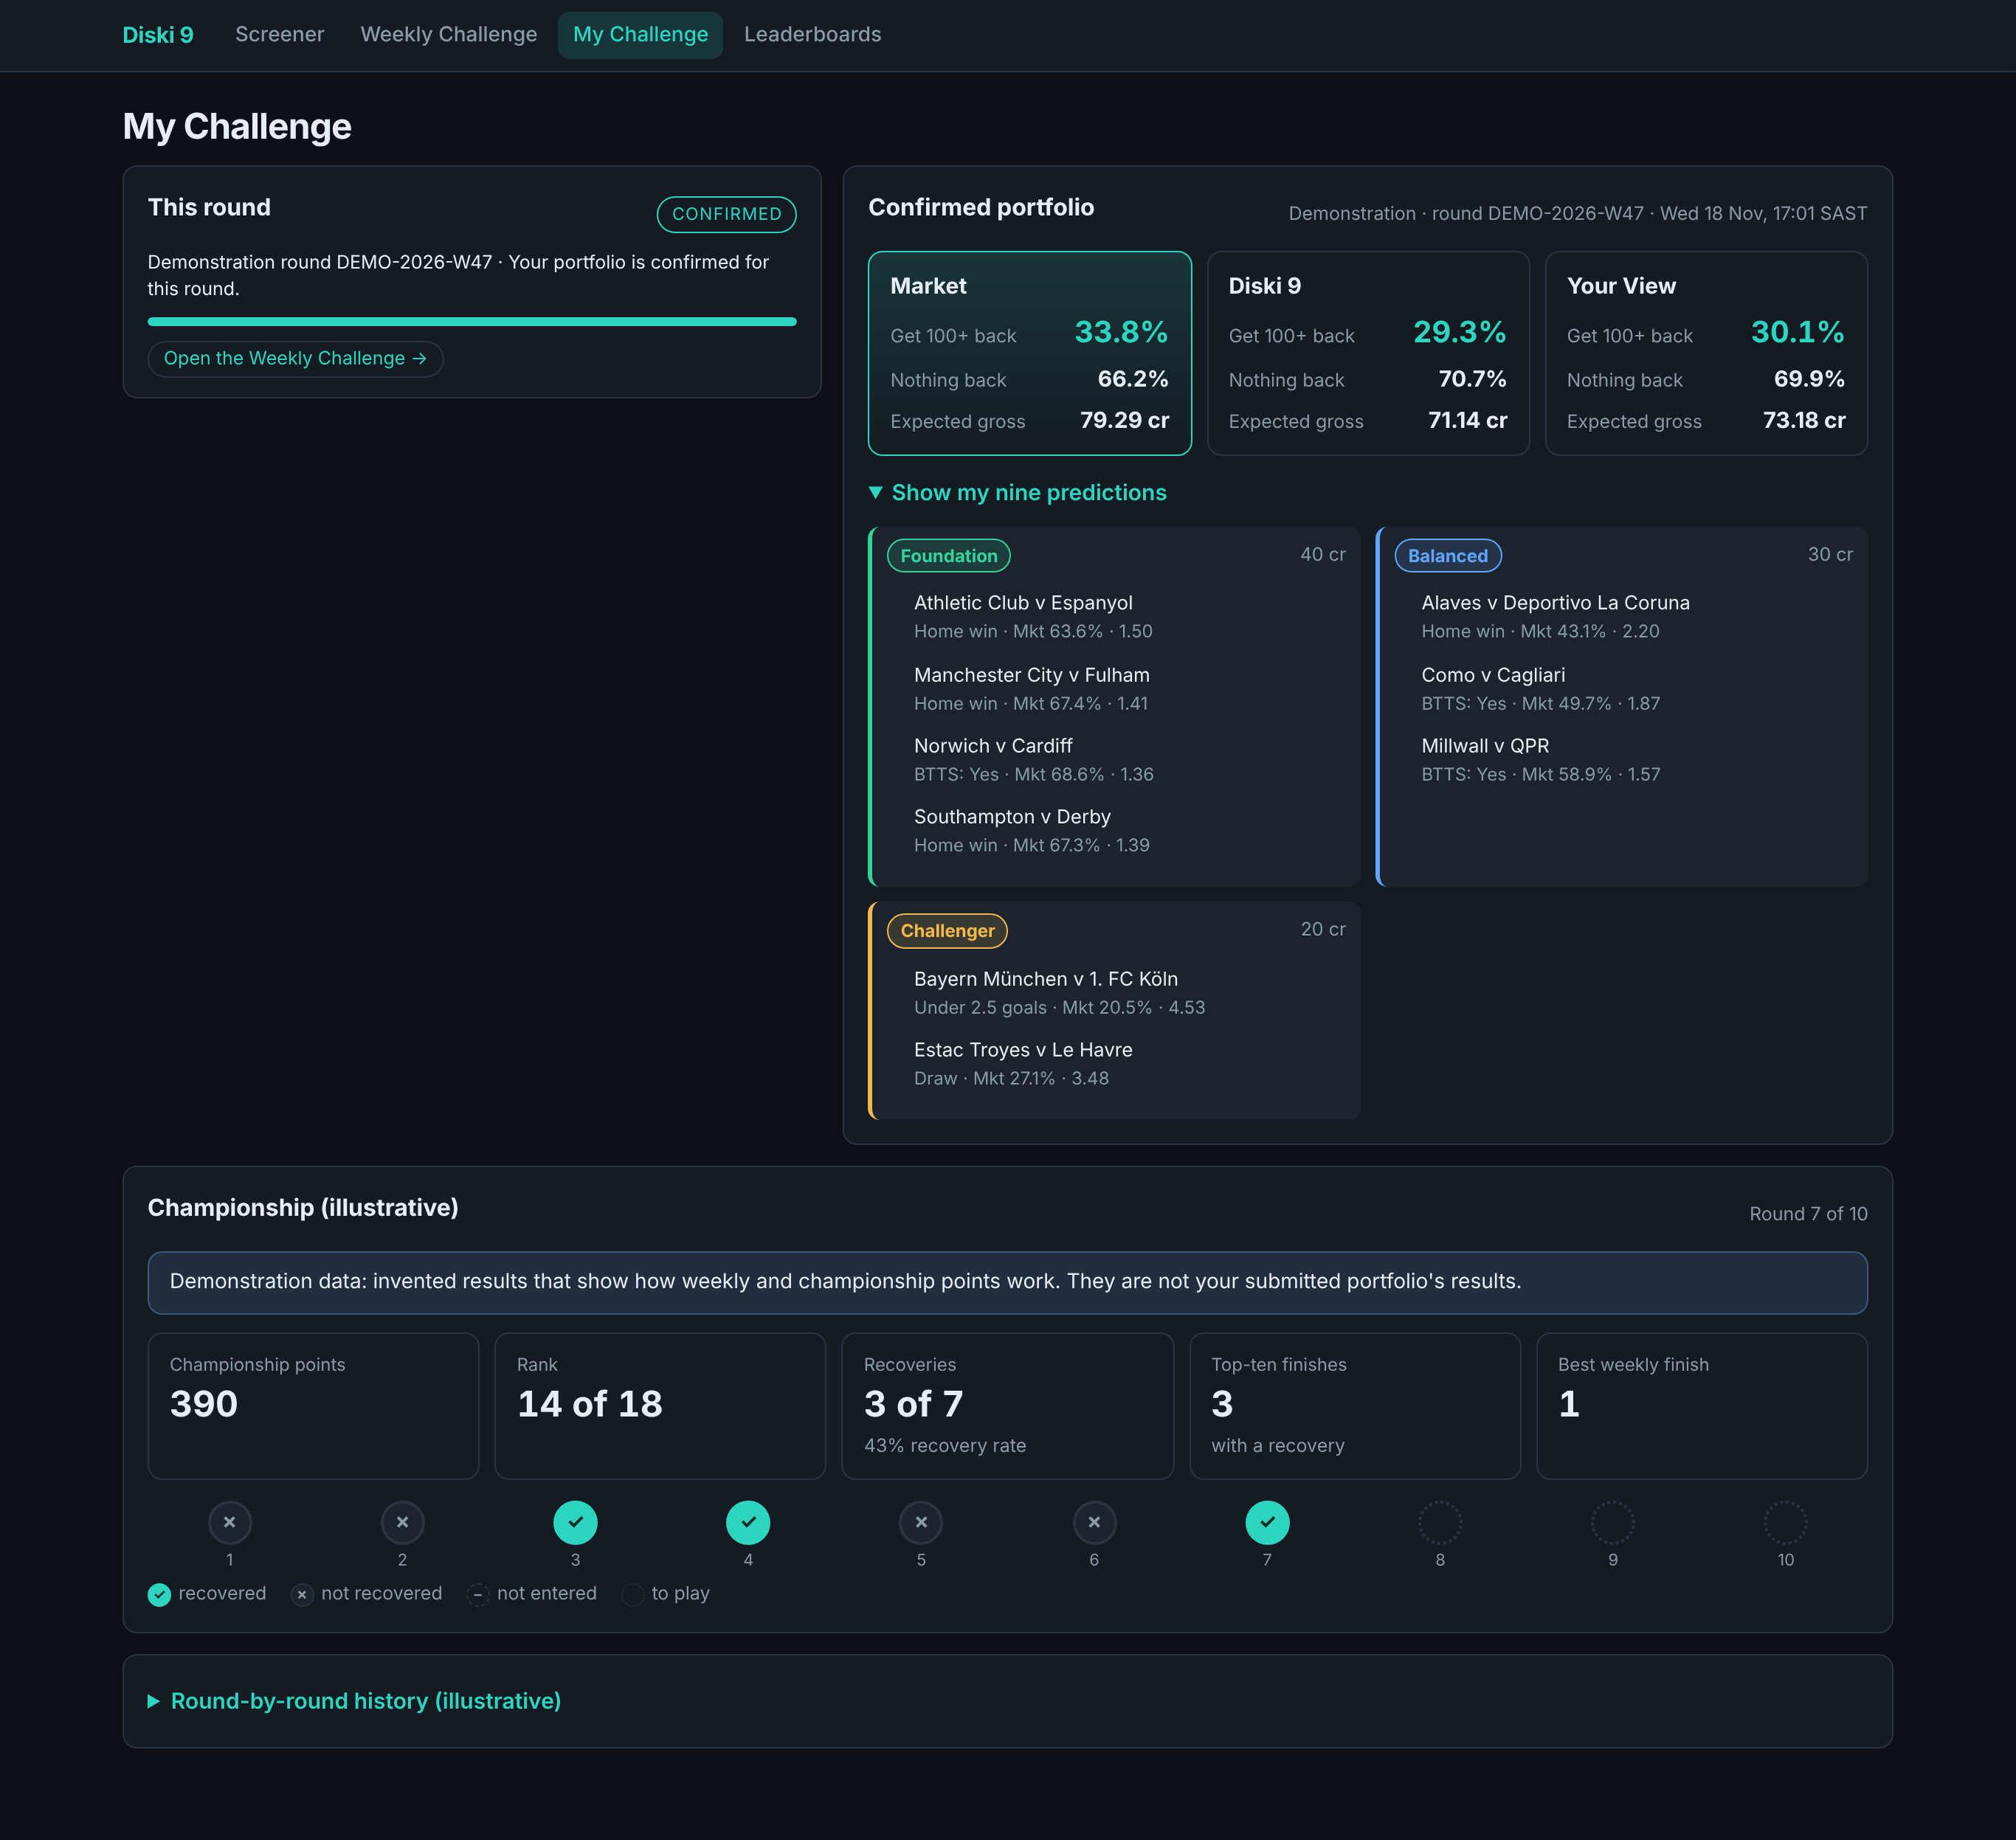 Diski 9
Screener
Weekly Challenge
My Challenge
Leaderboards
My Challenge
This round
CONFIRMED
Demonstration round DEMO-2026-W47 · Your portfolio is confirmed for
this round.
Open the Weekly Challenge →
Confirmed portfolio
Demonstration · round DEMO-2026-W47 · Wed 18 Nov, 17:01 SAST
Market
Get 100+ back 33.8%
Nothing back 66.2%
Expected gross 79.29 cr
Diski 9
Get 100+ back 29.3%
Nothing back 70.7%
Expected gross 71.14 cr
Your View
Get 100+ back 30.1%
Nothing back 69.9%
Expected gross 73.18 cr
▼ Show my nine predictions
Foundation 40 cr
Athletic Club v Espanyol
Home win · Mkt 63.6% · 1.50
Manchester City v Fulham
Home win · Mkt 67.4% · 1.41
Norwich v Cardiff
BTTS: Yes · Mkt 68.6% · 1.36
Southampton v Derby
Home win · Mkt 67.3% · 1.39
Balanced 30 cr
Alaves v Deportivo La Coruna
Home win · Mkt 43.1% · 2.20
Como v Cagliari
BTTS: Yes · Mkt 49.7% · 1.87
Millwall v QPR
BTTS: Yes · Mkt 58.9% · 1.57
Challenger 20 cr
Bayern München v 1. FC Köln
Under 2.5 goals · Mkt 20.5% · 4.53
Estac Troyes v Le Havre
Draw · Mkt 27.1% · 3.48
Championship (illustrative)
Round 7 of 10
Demonstration data: invented results that show how weekly and championship points work. They are not your submitted portfolio's results.
Championship points
390
Rank
14 of 18
Recoveries
3 of 7
43% recovery rate
Top-ten finishes
3
with a recovery
Best weekly finish
1
1 2 3 4 5 6 7 8 9 10
recovered not recovered not entered to play
▶ Round-by-round history (illustrative)